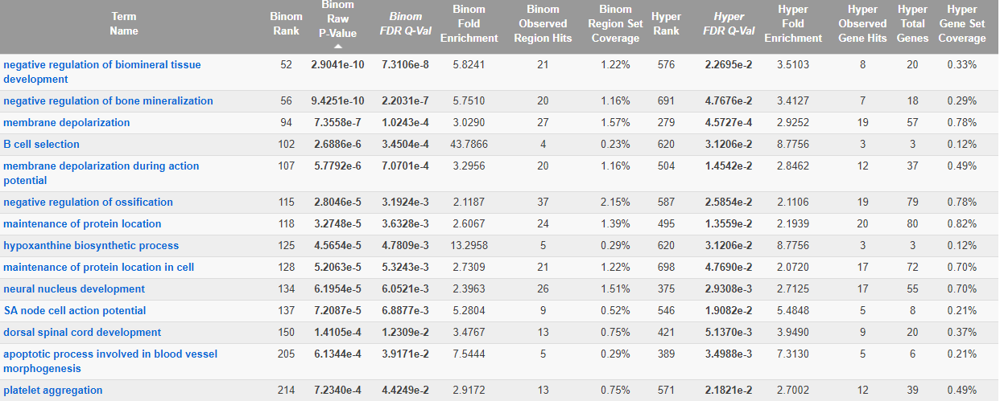 Term Name Binom Rank Binom Raw P-Value Binom FDR Q-Val Binom Fold Enrichment Binom Observed Region Hits Binom Region Set Coverage Hyper Rank Hyper FDR Q-Val Hyper Fold Enrichment Hyper Observed Gene Hits Hyper Total Genes Hyper Gene Set Coverage
negative regulation of biomineral tissue development 52 2.9041e-10 7.3106e-8 5.8241 21 1.22% 576 2.2695e-2 3.5103 8 20 0.33%
negative regulation of bone mineralization 56 9.4251e-10 2.2031e-7 5.7510 20 1.16% 691 4.7676e-2 3.4127 7 18 0.29%
membrane depolarization 94 7.3558e-7 1.0243e-4 3.0290 27 1.57% 279 4.5727e-4 2.9252 19 57 0.78%
B cell selection 102 2.6886e-6 3.4504e-4 43.7866 4 0.23% 620 3.1206e-2 8.7756 3 3 0.12%
membrane depolarization during action potential 107 5.7792e-6 7.0701e-4 3.2956 20 1.16% 504 1.4542e-2 2.8462 12 37 0.49%
negative regulation of ossification 115 2.8046e-5 3.1924e-3 2.1187 37 2.15% 587 2.5854e-2 2.1106 19 79 0.78%
maintenance of protein location 118 3.2748e-5 3.6328e-3 2.6067 24 1.39% 495 1.3559e-2 2.1939 20 80 0.82%
hypoxanthine biosynthetic process 125 4.5654e-5 4.7809e-3 13.2958 5 0.29% 620 3.1206e-2 8.7756 3 3 0.12%
maintenance of protein location in cell 128 5.2063e-5 5.3243e-3 2.7309 21 1.22% 698 4.7690e-2 2.0720 17 72 0.70%
neural nucleus development 134 6.1954e-5 6.0521e-3 2.3963 26 1.51% 375 2.9308e-3 2.7125 17 55 0.70%
SA node cell action potential 137 7.2087e-5 6.8877e-3 5.2804 9 0.52% 546 1.9082e-2 5.4848 5 8 0.21%
dorsal spinal cord development 150 1.4105e-4 1.2309e-2 3.4767 13 0.75% 421 5.1370e-3 3.9490 9 20 0.37%
apoptotic process involved in blood vessel morphogenesis 205 6.1344e-4 3.9171e-2 7.5444 5 0.29% 389 3.4988e-3 7.3130 5 6 0.21%
platelet aggregation 214 7.2340e-4 4.4249e-2 2.9172 13 0.75% 571 2.1821e-2 2.7002 12 39 0.49%